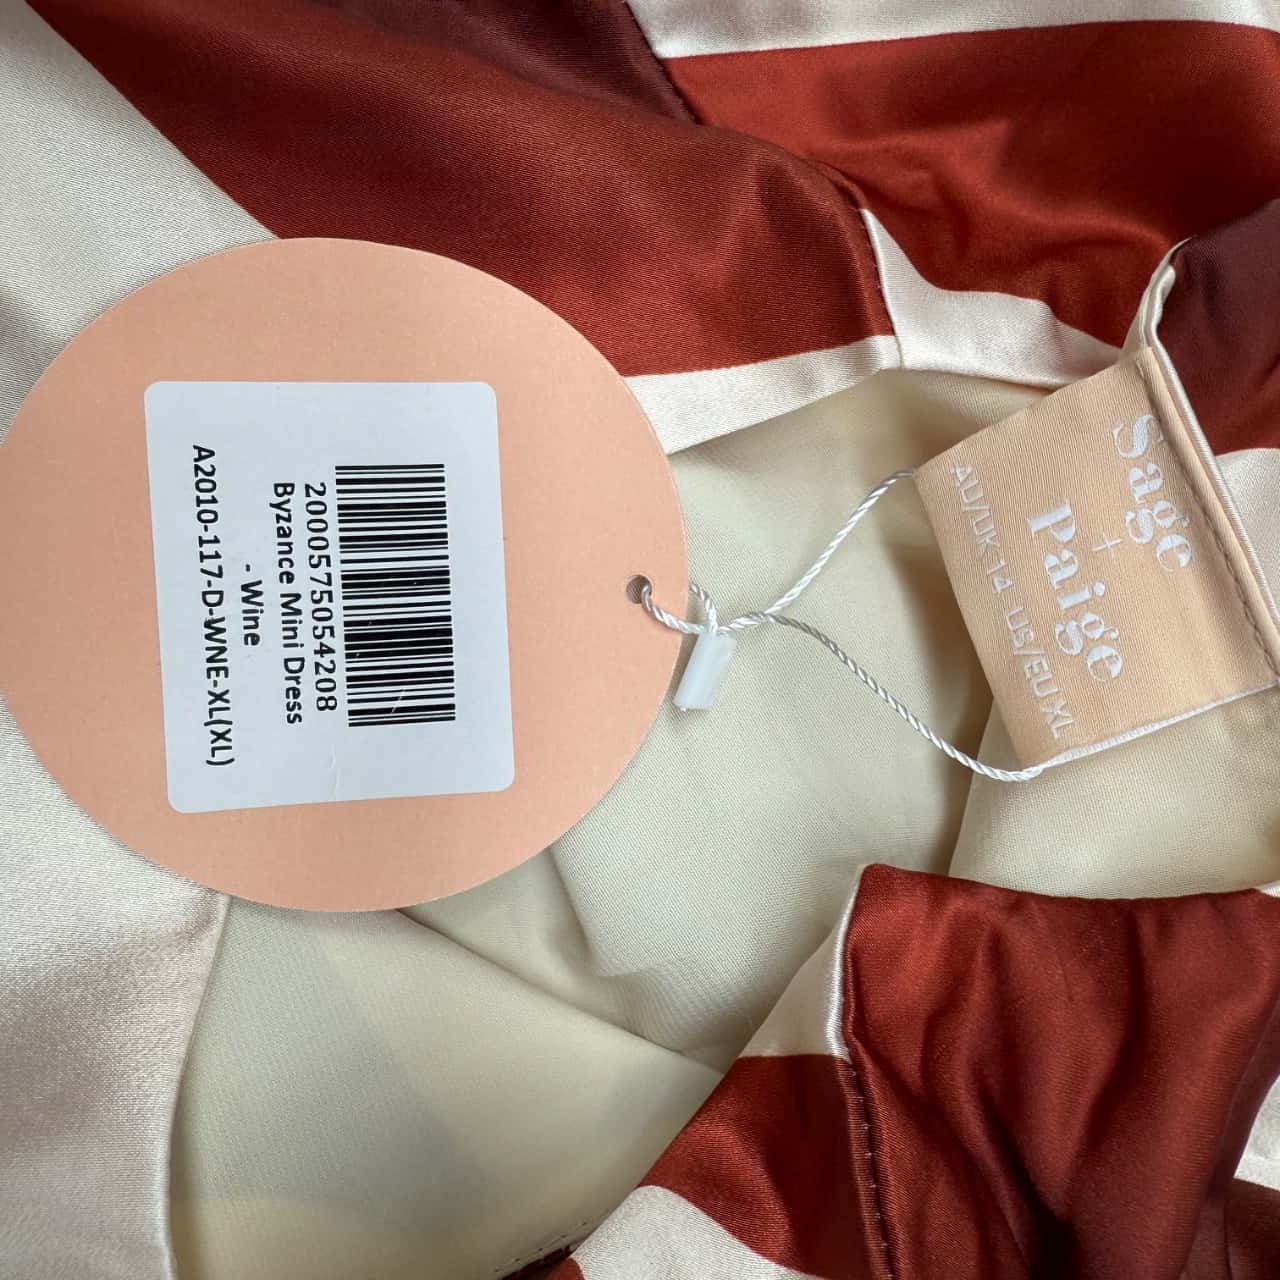 2000575054208
Byzance Mini Dress
- Wine
A2010-117-D-WNE-XL(XL)
Sage
+
Paige
AU/UK 14 US/EU XL